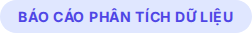 BÁO CÁO PHÂN TÍCH DỮ LIỆU